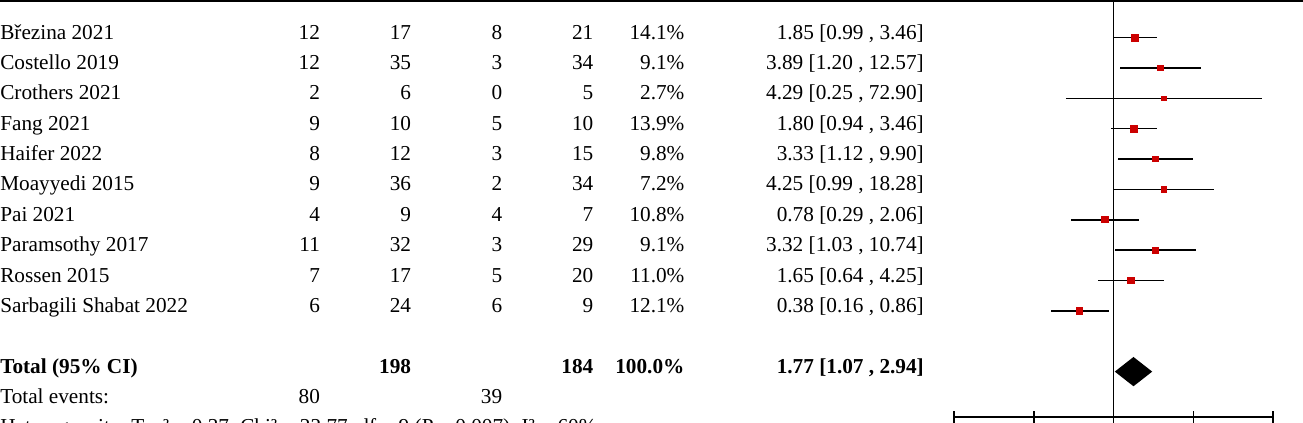 Březina 2021 12 17 8 21 14.1% 1.85 [0.99 , 3.46]
Costello 2019 12 35 3 34 9.1% 3.89 [1.20 , 12.57]
Crothers 2021 2 6 0 5 2.7% 4.29 [0.25 , 72.90]
Fang 2021 9 10 5 10 13.9% 1.80 [0.94 , 3.46]
Haifer 2022 8 12 3 15 9.8% 3.33 [1.12 , 9.90]
Moayyedi 2015 9 36 2 34 7.2% 4.25 [0.99 , 18.28]
Pai 2021 4 9 4 7 10.8% 0.78 [0.29 , 2.06]
Paramsothy 2017 11 32 3 29 9.1% 3.32 [1.03 , 10.74]
Rossen 2015 7 17 5 20 11.0% 1.65 [0.64 , 4.25]
Sarbagili Shabat 2022 6 24 6 9 12.1% 0.38 [0.16 , 0.86]
Total (95% CI) 198 184 100.0% 1.77 [1.07 , 2.94]
Total events: 80 39